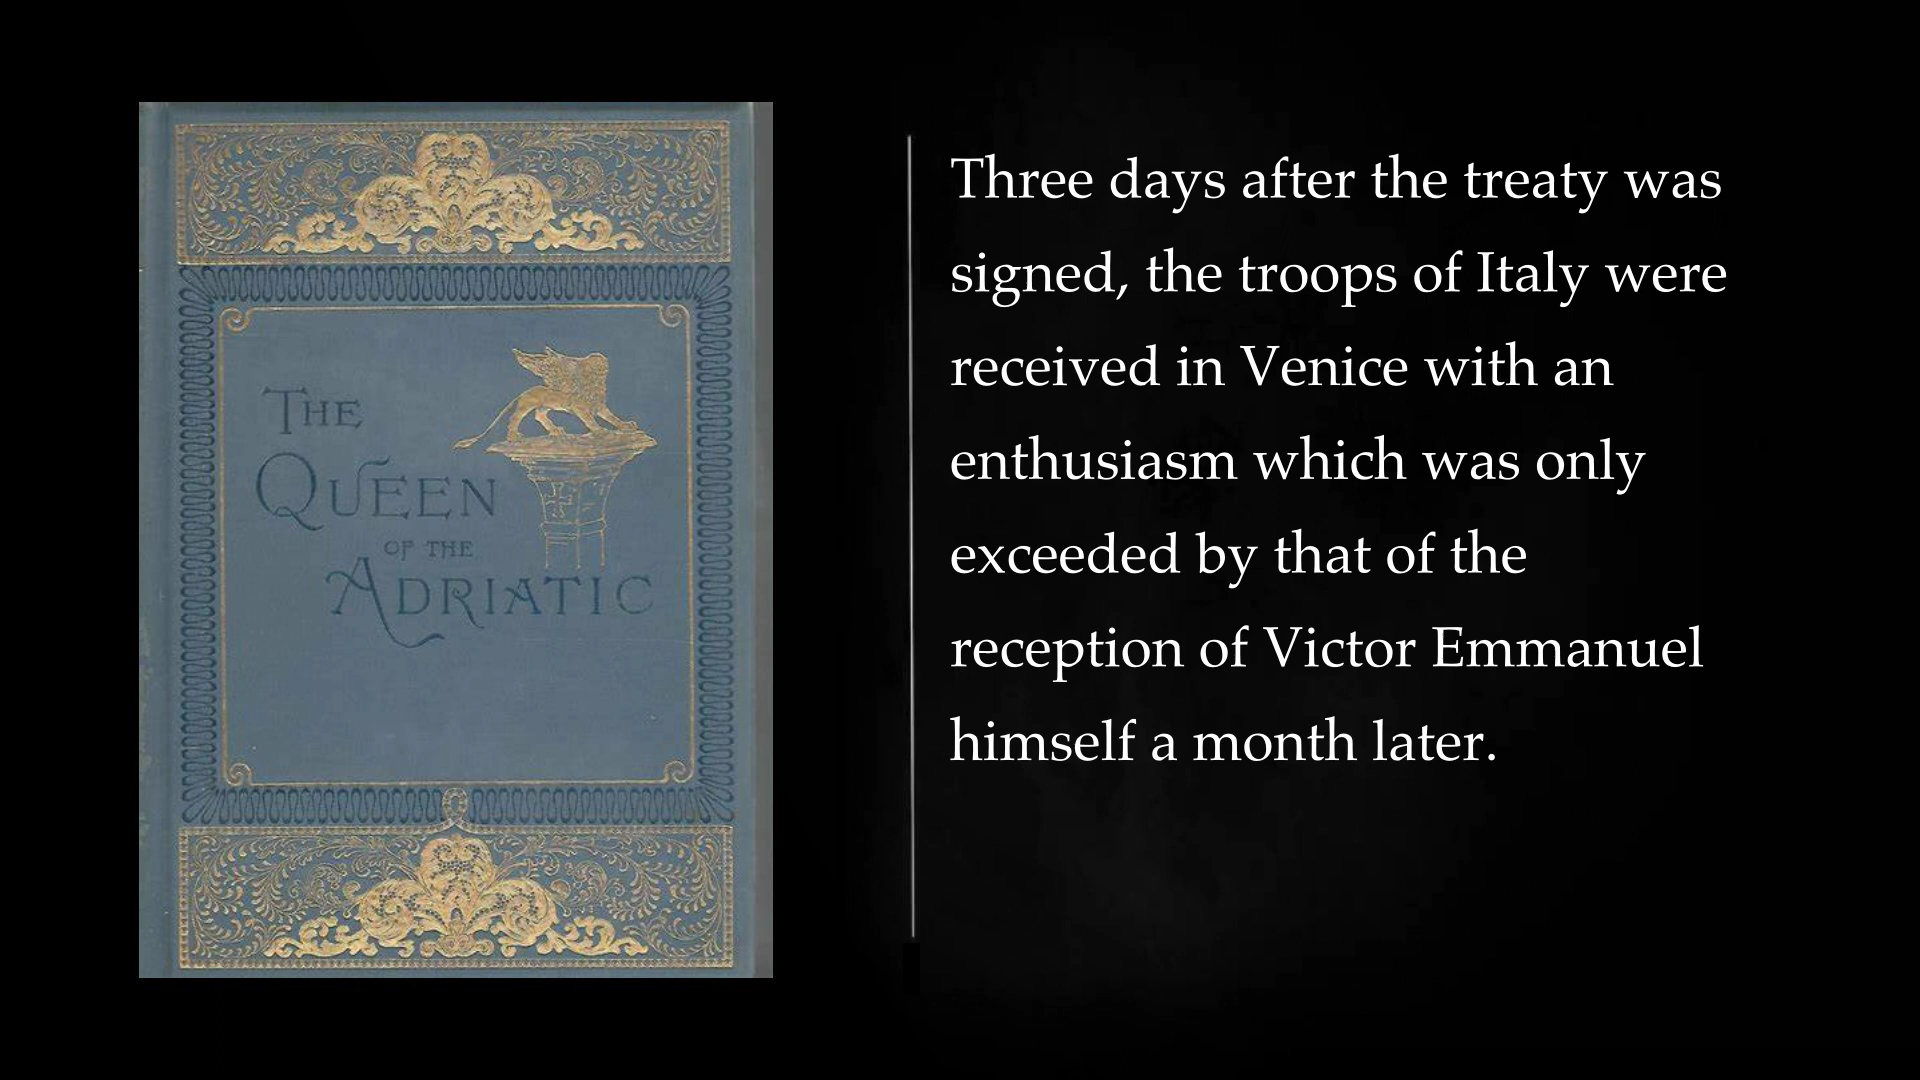 THE
QUEEN
OF THE
ADRIATIC
Three days after the treaty was
signed, the troops of Italy were
received in Venice with an
enthusiasm which was only
exceeded by that of the
reception of Victor Emmanuel
himself a month later.